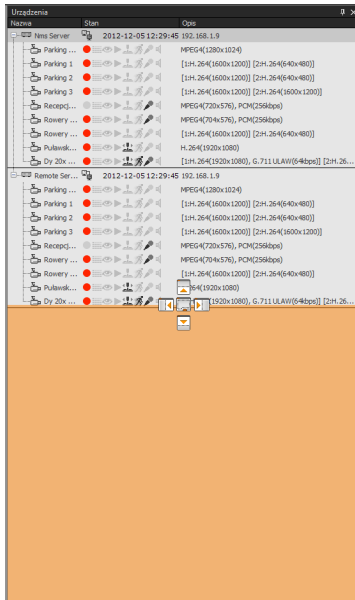 Urządzenia
Nazwa Stan Opis
Nms Server 2012-12-05 12:29:45 192.168.1.9
Parking ... MPEG4(1280x1024)
Parking 1 [1:H.264(1600x1200)] [2:H.264(640x480)]
Parking 2 [1:H.264(1600x1200)] [2:H.264(640x480)]
Parking 3 [1:H.264(1600x1200)] [2:H.264(1600x1200)]
Recepcj... MPEG4(720x576), PCM(256kbps)
Rowery ... MPEG4(704x576), PCM(256kbps)
Rowery ... [1:H.264(1600x1200)] [2:H.264(640x480)]
Puławsk... H.264(1920x1080)
Dy 20x ... [1:H.264(1920x1080), G.711 ULAW(64kbps)] [2:H.26...
Remote Ser... 2012-12-05 12:29:45 192.168.1.9
Parking ... MPEG4(1280x1024)
Parking 1 [1:H.264(1600x1200)] [2:H.264(640x480)]
Parking 2 [1:H.264(1600x1200)] [2:H.264(640x480)]
Parking 3 [1:H.264(1600x1200)] [2:H.264(1600x1200)]
Recepcj... MPEG4(720x576), PCM(256kbps)
Rowery ... MPEG4(704x576), PCM(256kbps)
Rowery ... [1:H.264(1600x1200)] [2:H.264(640x480)]
Puławsk... 264(1920x1080)
Dy 20x ... (1920x1080), G.711 ULAW(64kbps)] [2:H.26...